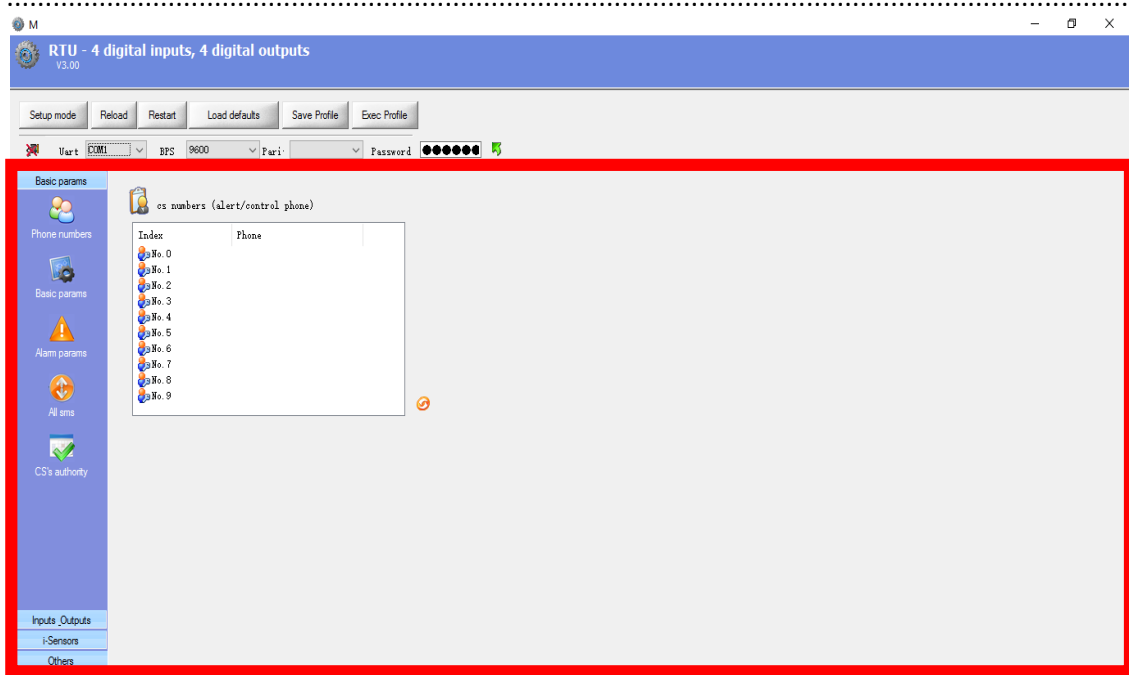 M
RTU - 4 digital inputs, 4 digital outputs
V3.00
Setup mode Reload Restart Load defaults Save Profile Exec Profile
Uart COM1 BPS 9600 Pari Password
Basic params
cs numbers (alert/control phone)
Phone numbers
Index Phone
No.0
No.1
No.2
No.3
No.4
No.5
No.6
No.7
No.8
No.9
Basic params
Alarm params
All sms
CS's authority
Inputs_Outputs
i-Sensors
Others